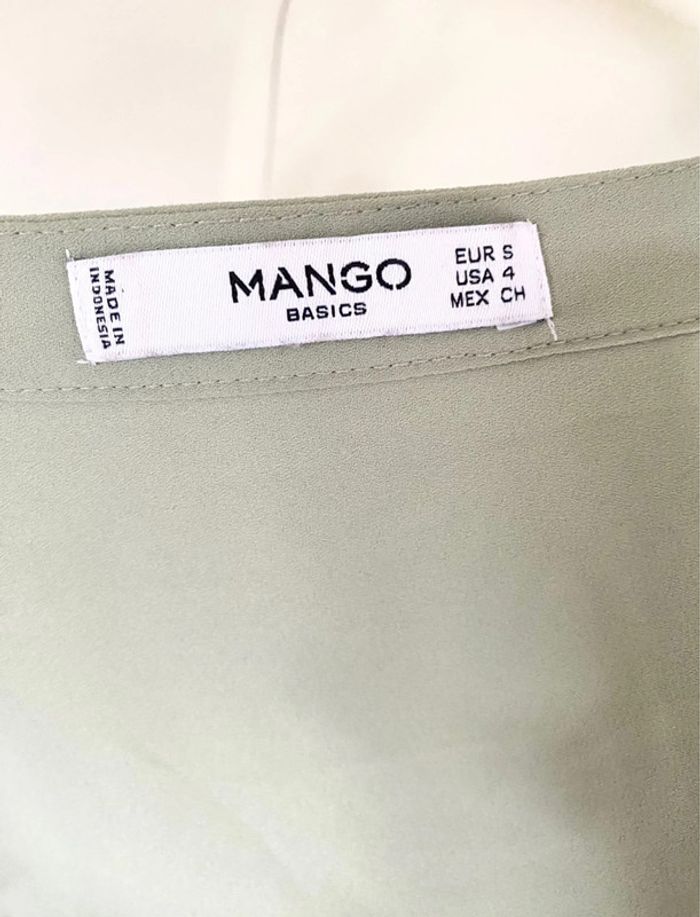 MADE IN
INDONESIA
MANGO
BASICS
EUR S
USA 4
MEX CH